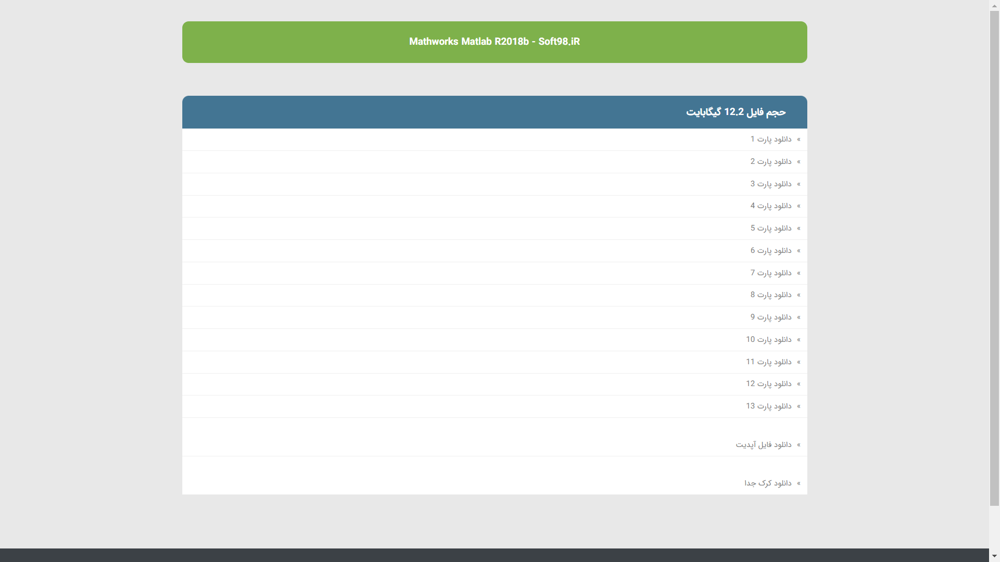 Mathworks Matlab R2018b - Soft98.iR
حجم فایل 12.2 گیگابایت
» دانلود پارت 1
» دانلود پارت 2
» دانلود پارت 3
» دانلود پارت 4
» دانلود پارت 5
» دانلود پارت 6
» دانلود پارت 7
» دانلود پارت 8
» دانلود پارت 9
» دانلود پارت 10
» دانلود پارت 11
» دانلود پارت 12
» دانلود پارت 13
» دانلود فایل آپدیت
» دانلود کرک جدا